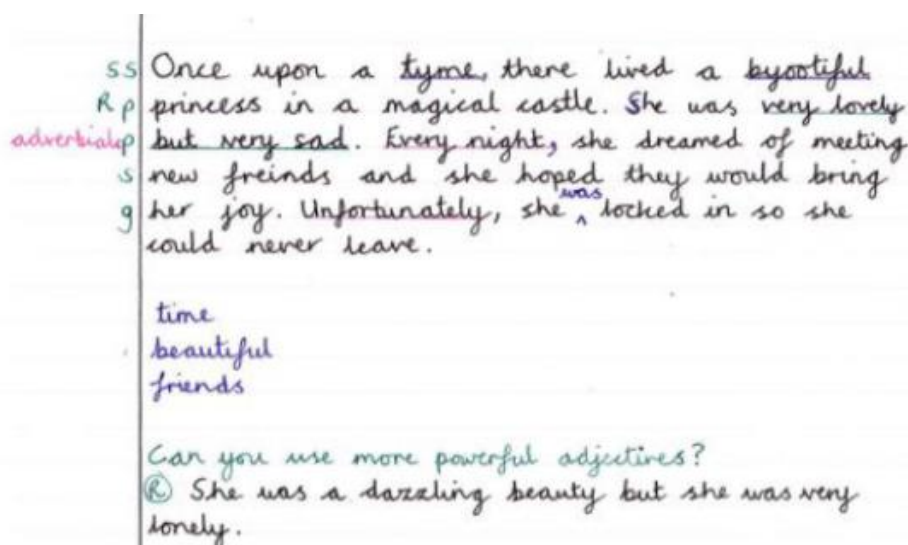 ss Once upon a tyme, there lived a byootiful
R p princess in a magical castle. She was very lovely
adverbial p but very sad. Every night, she dreamed of meeting
s new freinds and she hoped they would bring
g her joy. Unfortunately, she was locked in so she
could never leave.
time
beautiful
friends
Can you use more powerful adjectives?
R She was a dazzling beauty but she was very
lonely.